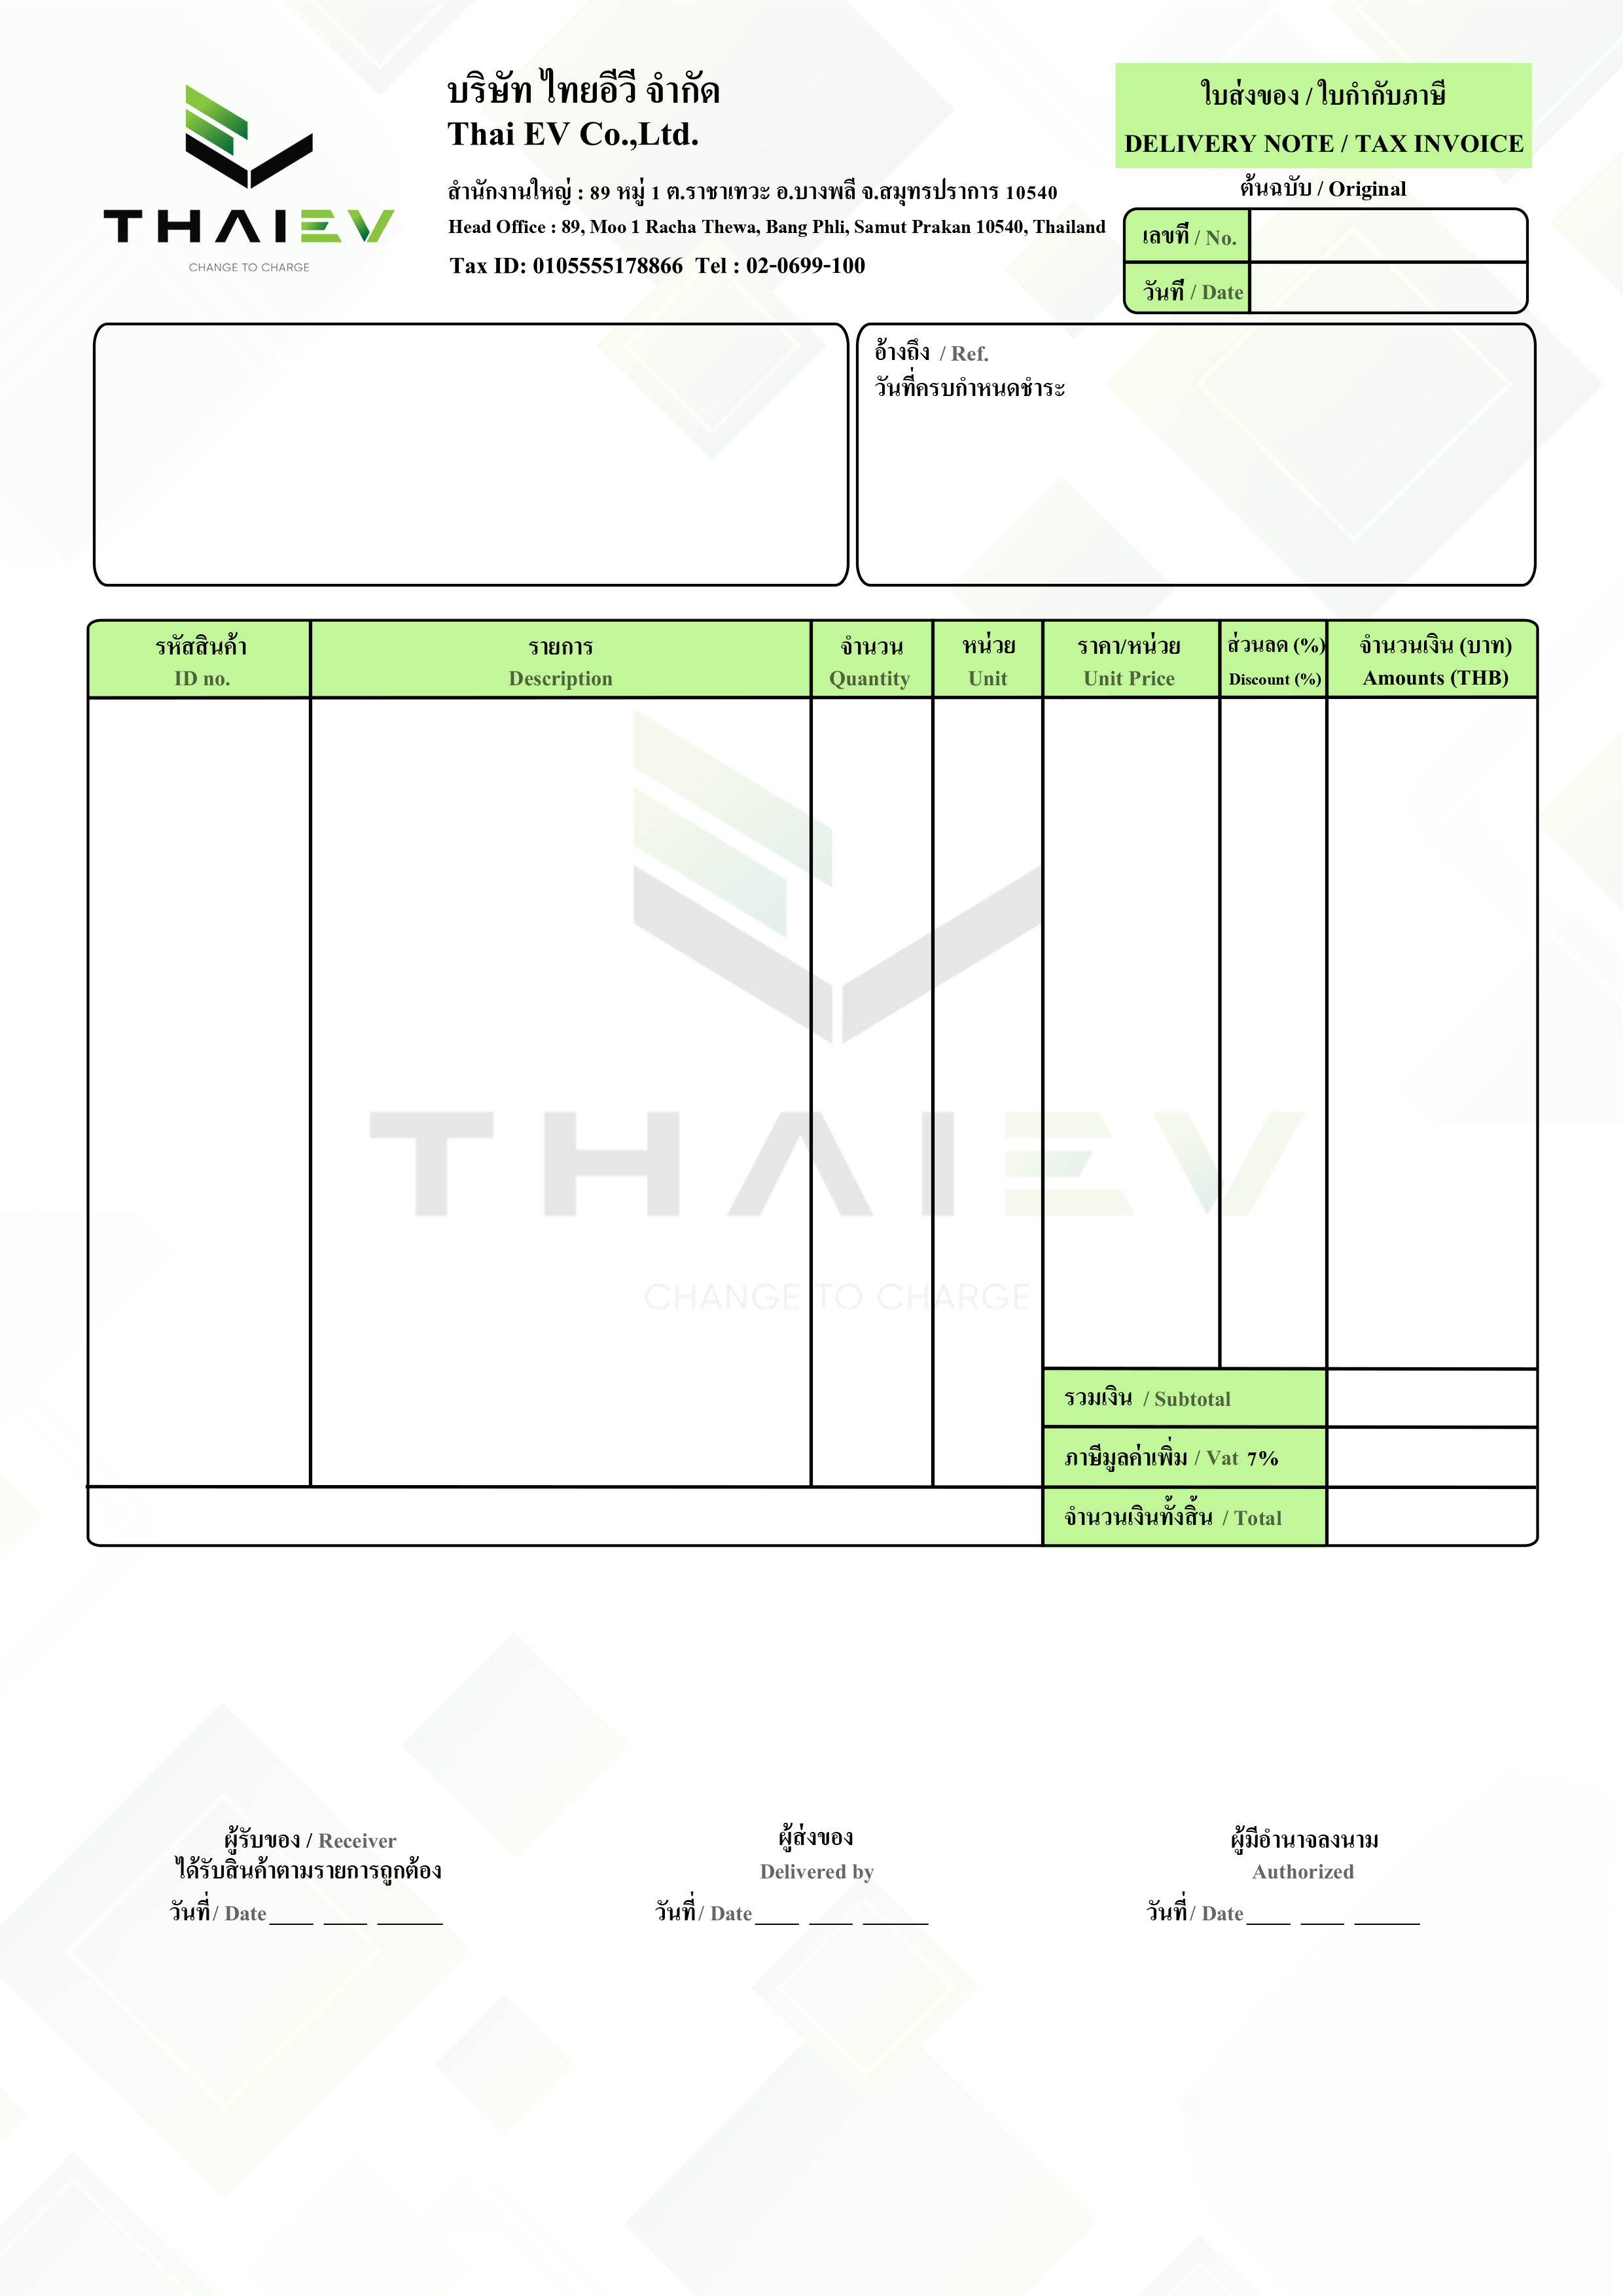 THAIEV
CHANGE TO CHARGE
บริษัท ไทยอีวี จำกัด
Thai EV Co.,Ltd.
สำนักงานใหญ่ : 89 หมู่ 1 ต.ราชาเทวะ อ.บางพลี จ.สมุทรปราการ 10540
Head Office : 89, Moo 1 Racha Thewa, Bang Phli, Samut Prakan 10540, Thailand
Tax ID: 0105555178866 Tel : 02-0699-100
ใบส่งของ / ใบกำกับภาษี
DELIVERY NOTE / TAX INVOICE
ต้นฉบับ / Original
เลขที่ / No.
วันที่ / Date
อ้างถึง / Ref.
วันที่ครบกำหนดชำระ
รหัสสินค้า รายการ จำนวน หน่วย ราคา/หน่วย ส่วนลด (%) จำนวนเงิน (บาท)
ID no. Description Quantity Unit Unit Price Discount (%) Amounts (THB)
THAIEV
CHANGE TO CHARGE
รวมเงิน / Subtotal
ภาษีมูลค่าเพิ่ม / Vat 7%
จำนวนเงินทั้งสิ้น / Total
ผู้รับของ / Receiver
ได้รับสินค้าตามรายการถูกต้อง
วันที่ / Date ____ ____ ______
ผู้ส่งของ
Delivered by
วันที่ / Date ____ ____ ______
ผู้มีอำนาจลงนาม
Authorized
วันที่ / Date ____ ____ ______